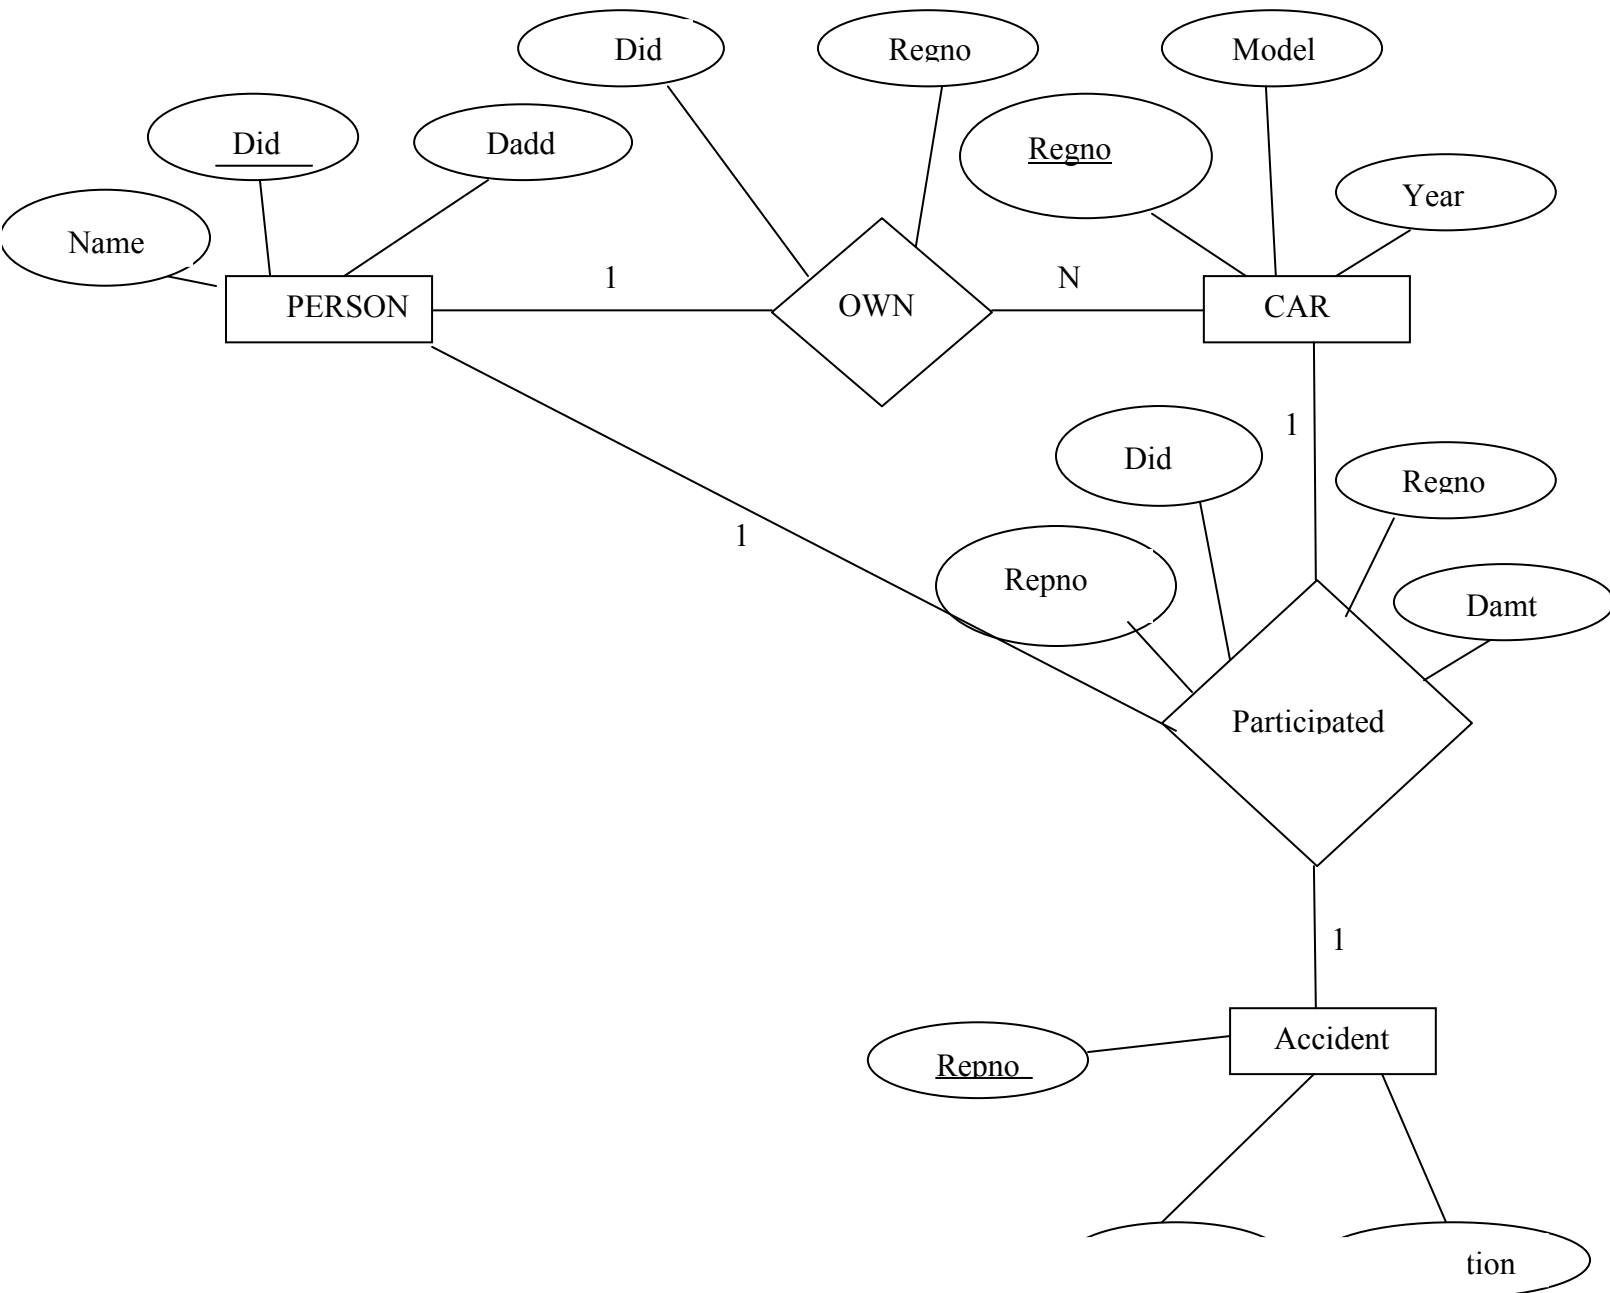 Did
Regno
Model
Did
Dadd
Regno
Year
Name
1
N
PERSON
OWN
CAR
1
Did
Regno
1
Repno
Damt
Participated
1
Accident
Repno
tion